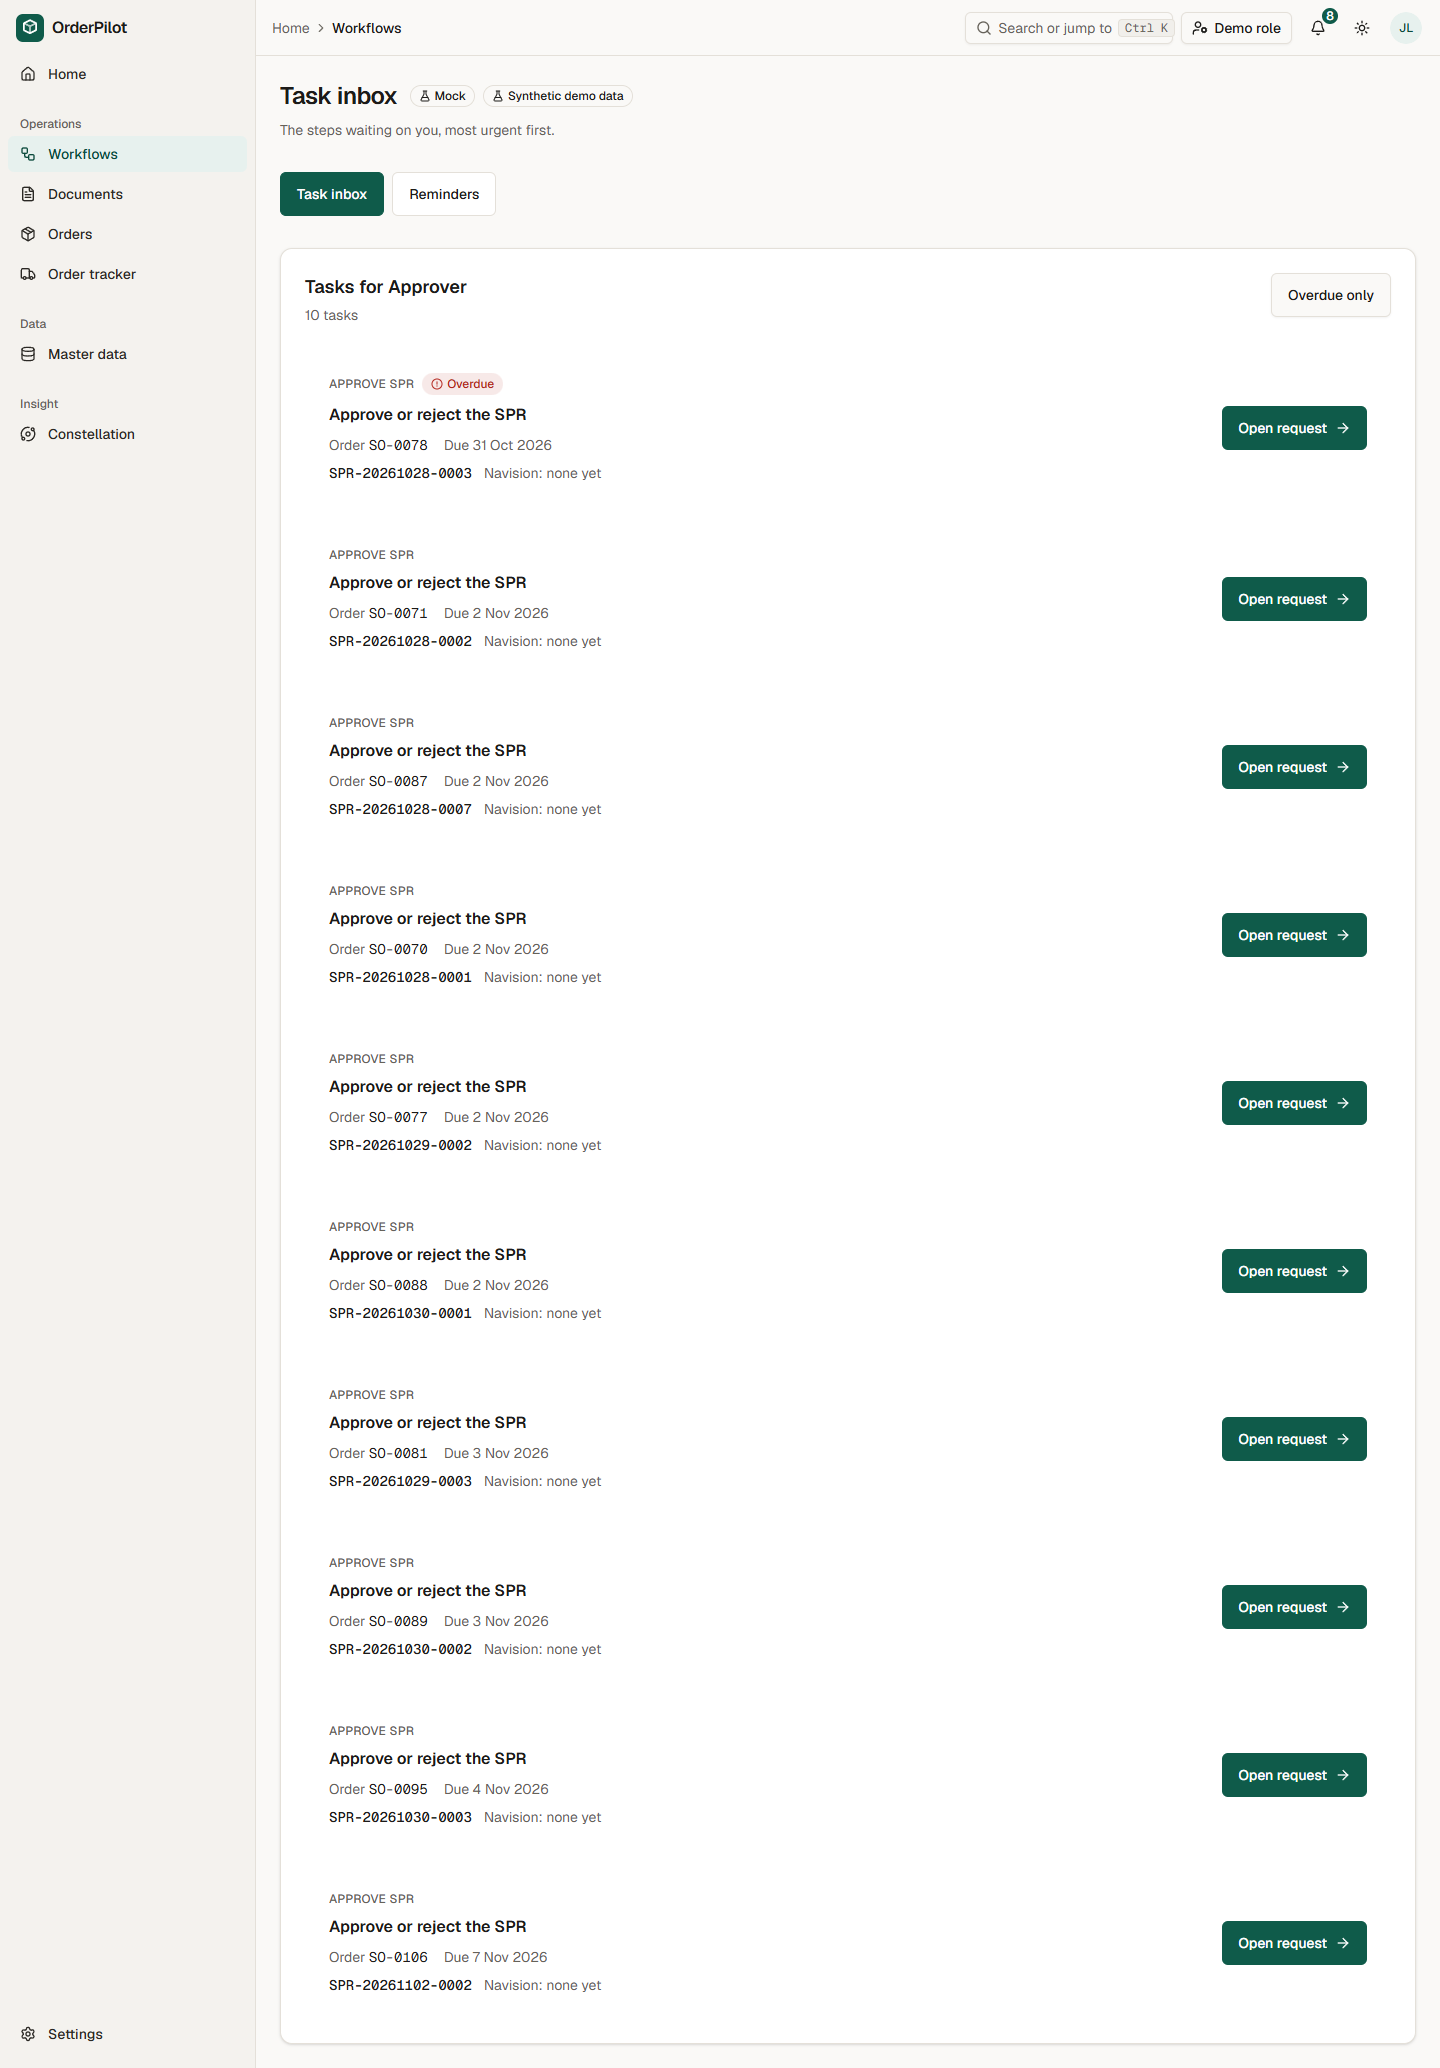 OrderPilot
Home
Operations
Workflows
Documents
Orders
Order tracker
Data
Master data
Insight
Constellation
Settings
Home > Workflows
Search or jump to Ctrl K
Demo role
8
JL
Task inbox
Mock
Synthetic demo data
The steps waiting on you, most urgent first.
Task inbox
Reminders
Tasks for Approver
10 tasks
Overdue only
APPROVE SPR Overdue
Approve or reject the SPR
Order SO-0078 Due 31 Oct 2026
SPR-20261028-0003 Navision: none yet
Open request
APPROVE SPR
Approve or reject the SPR
Order SO-0071 Due 2 Nov 2026
SPR-20261028-0002 Navision: none yet
Open request
APPROVE SPR
Approve or reject the SPR
Order SO-0087 Due 2 Nov 2026
SPR-20261028-0007 Navision: none yet
Open request
APPROVE SPR
Approve or reject the SPR
Order SO-0070 Due 2 Nov 2026
SPR-20261028-0001 Navision: none yet
Open request
APPROVE SPR
Approve or reject the SPR
Order SO-0077 Due 2 Nov 2026
SPR-20261029-0002 Navision: none yet
Open request
APPROVE SPR
Approve or reject the SPR
Order SO-0088 Due 2 Nov 2026
SPR-20261030-0001 Navision: none yet
Open request
APPROVE SPR
Approve or reject the SPR
Order SO-0081 Due 3 Nov 2026
SPR-20261029-0003 Navision: none yet
Open request
APPROVE SPR
Approve or reject the SPR
Order SO-0089 Due 3 Nov 2026
SPR-20261030-0002 Navision: none yet
Open request
APPROVE SPR
Approve or reject the SPR
Order SO-0095 Due 4 Nov 2026
SPR-20261030-0003 Navision: none yet
Open request
APPROVE SPR
Approve or reject the SPR
Order SO-0106 Due 7 Nov 2026
SPR-20261102-0002 Navision: none yet
Open request